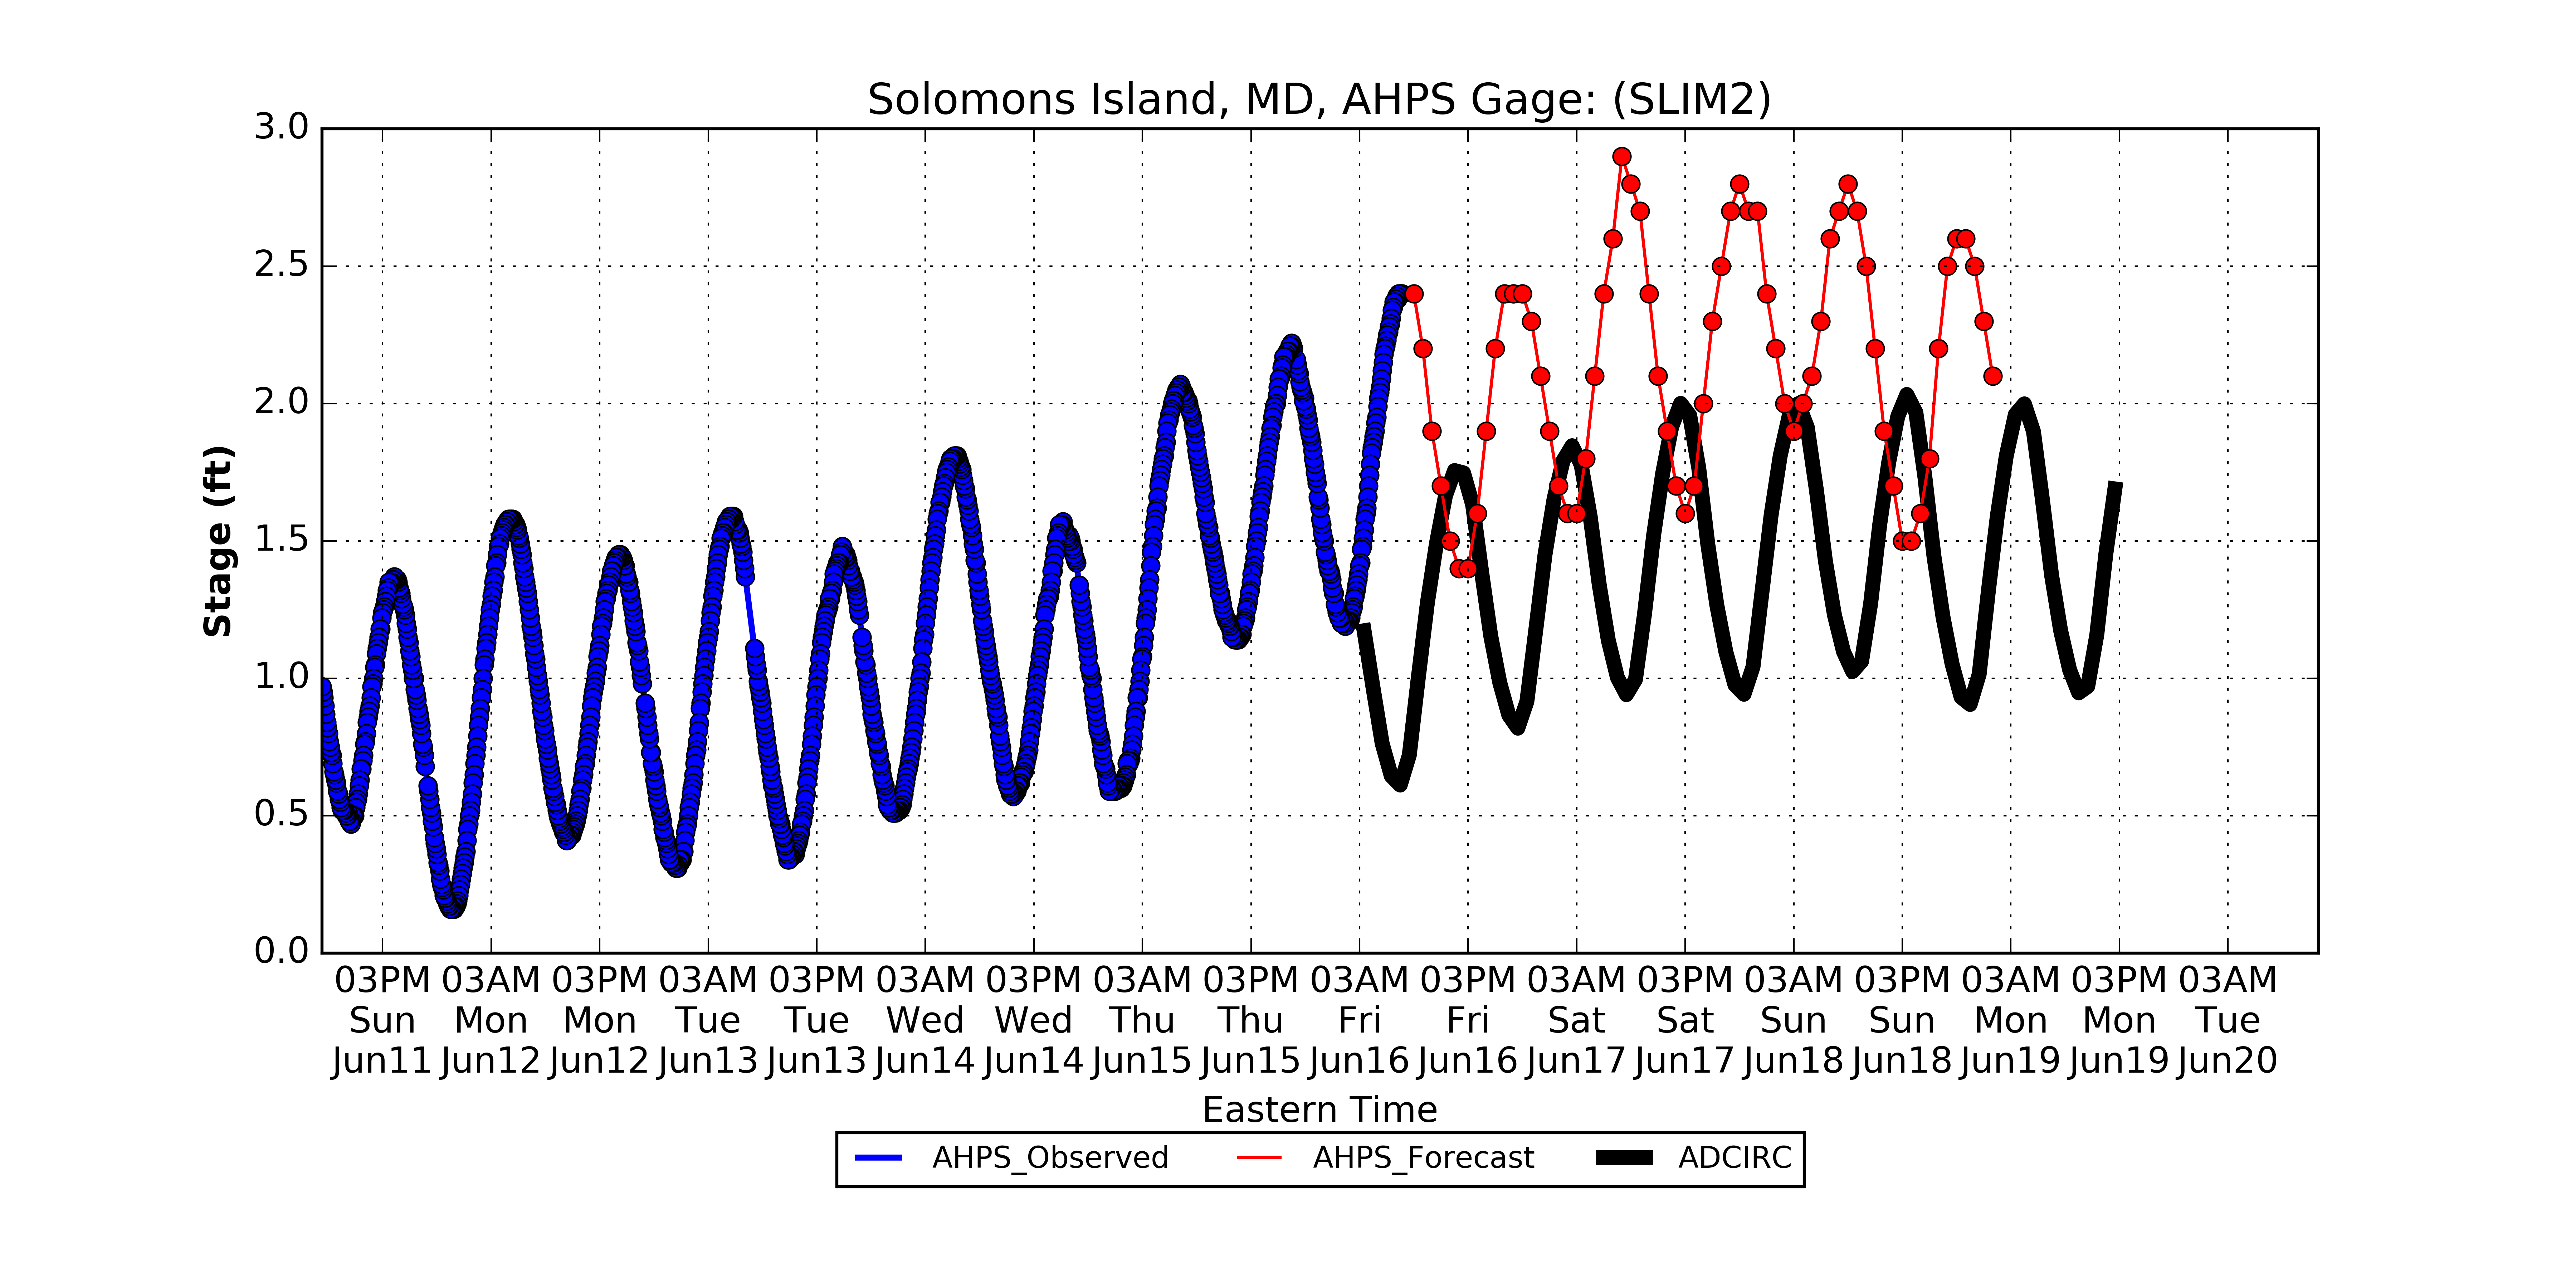 Solomons Island, MD, AHPS Gage: (SLIM2)
3.0
2.5
2.0
1.5
1.0
0.5
0.0
Stage (ft)
03PM 03AM 03PM 03AM 03PM 03AM 03PM 03AM 03PM 03AM 03PM 03AM 03PM 03AM 03PM 03AM 03PM 03AM
Sun Mon Mon Tue Tue Wed Wed Thu Thu Fri Fri Sat Sat Sun Sun Mon Mon Tue
Jun11 Jun12 Jun12 Jun13 Jun13 Jun14 Jun14 Jun15 Jun15 Jun16 Jun16 Jun17 Jun17 Jun18 Jun18 Jun19 Jun19 Jun20
Eastern Time
AHPS_Observed AHPS_Forecast ADCIRC